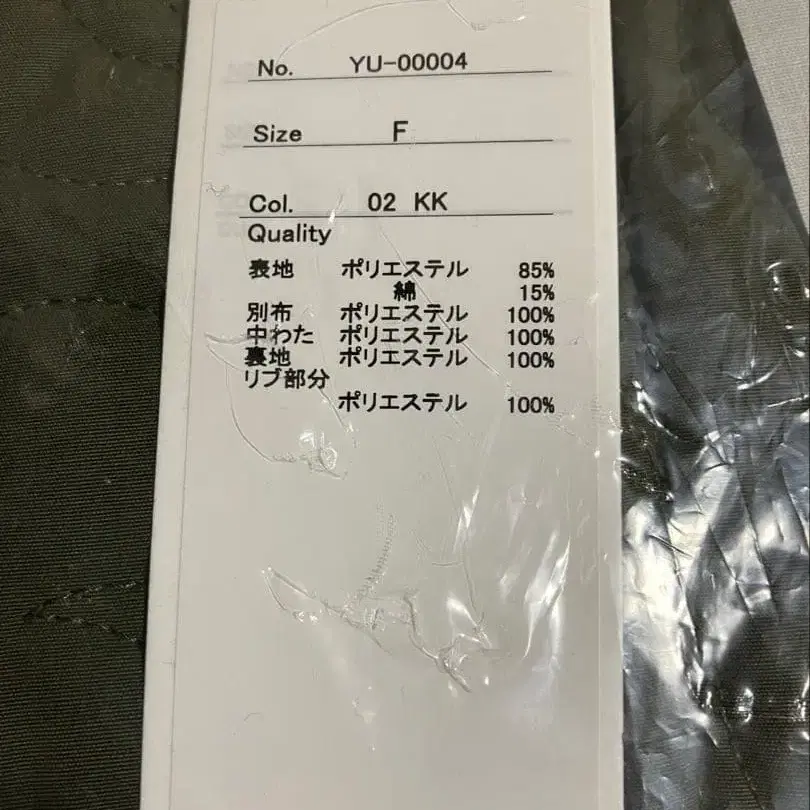 No. YU-00004
Size F
Col. 02 KK
Quality
表地 ポリエステル 85%
綿 15%
別布 ポリエステル 100%
中わた ポリエステル 100%
裏地 ポリエステル 100%
リブ部分
ポリエステル 100%